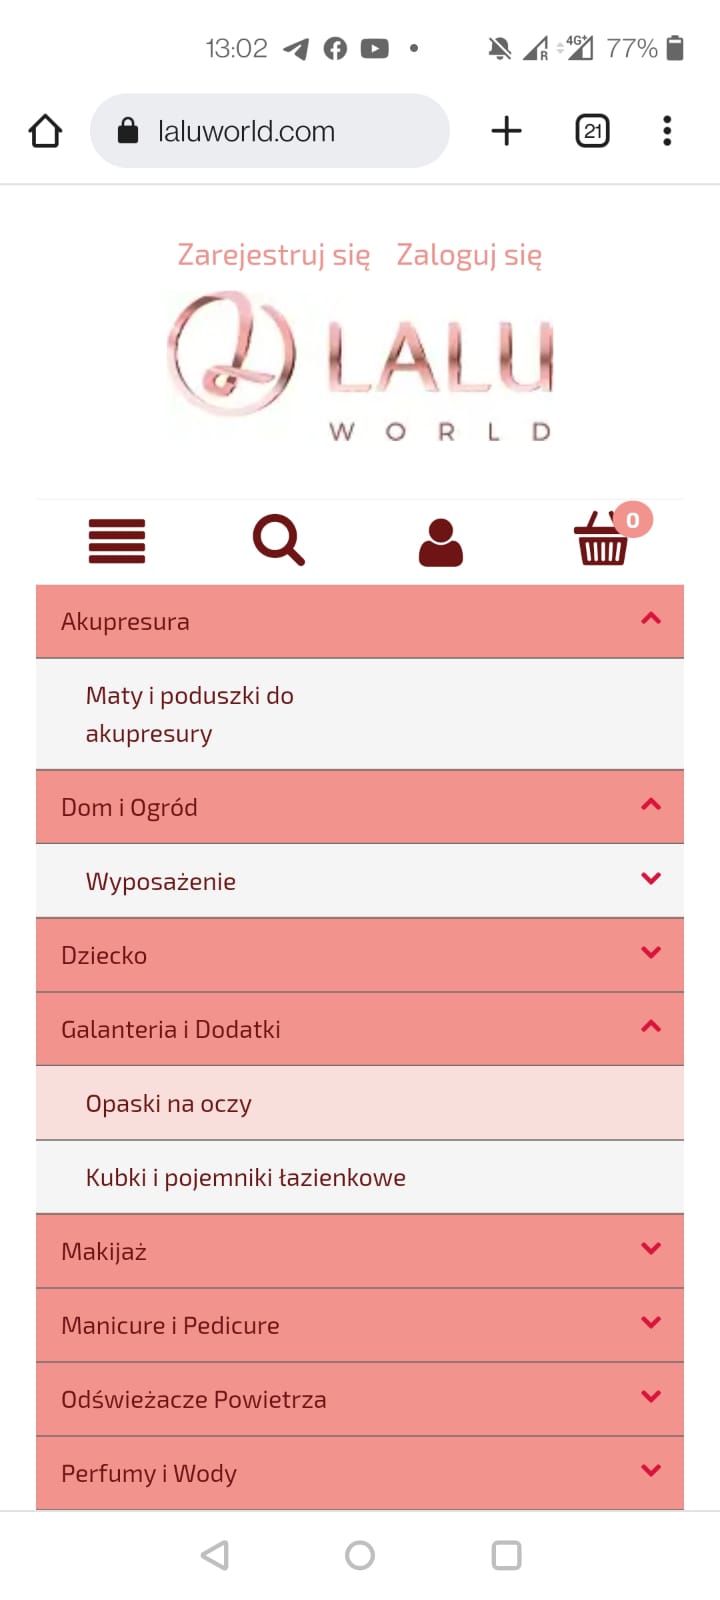 13:02 R 4G+ 77%
laluworld.com 21
Zarejestruj się Zaloguj się
LALU
WORLD
0
Akupresura
Maty i poduszki do
akupresury
Dom i Ogród
Wyposażenie
Dziecko
Galanteria i Dodatki
Opaski na oczy
Kubki i pojemniki łazienkowe
Makijaż
Manicure i Pedicure
Odświeżacze Powietrza
Perfumy i Wody